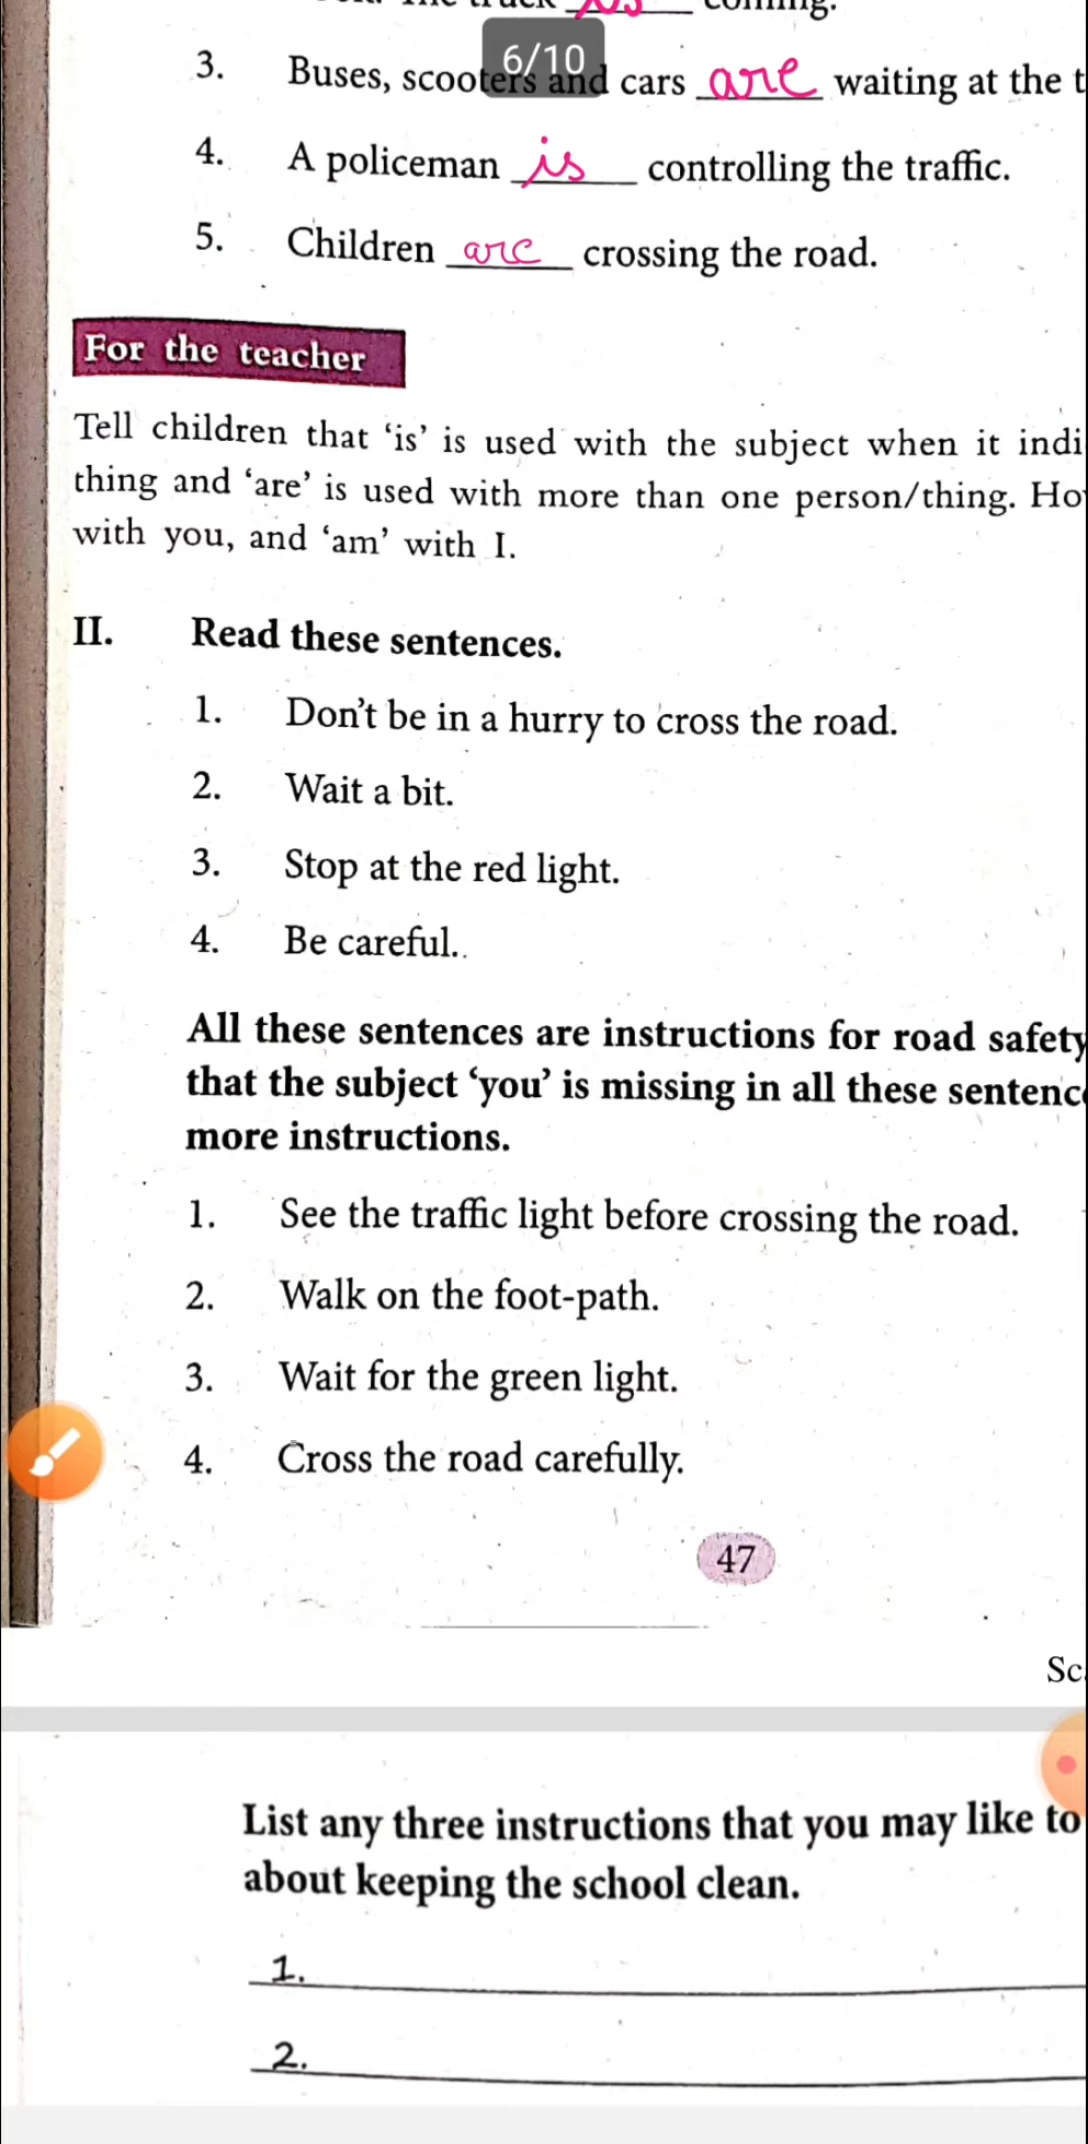 is coming.
6/10
3. Buses, scooters and cars are waiting at the t
4. A policeman is controlling the traffic.
5. Children are crossing the road.
For the teacher
Tell children that ‘is’ is used with the subject when it indi
thing and ‘are’ is used with more than one person/thing. Ho
with you, and ‘am’ with I.
II. Read these sentences.
1. Don’t be in a hurry to cross the road.
2. Wait a bit.
3. Stop at the red light.
4. Be careful..
All these sentences are instructions for road safety
that the subject ‘you’ is missing in all these sentenc
more instructions.
1. See the traffic light before crossing the road.
2. Walk on the foot-path.
3. Wait for the green light.
4. Cross the road carefully.
47
Sc
List any three instructions that you may like to
about keeping the school clean.
1.
2.